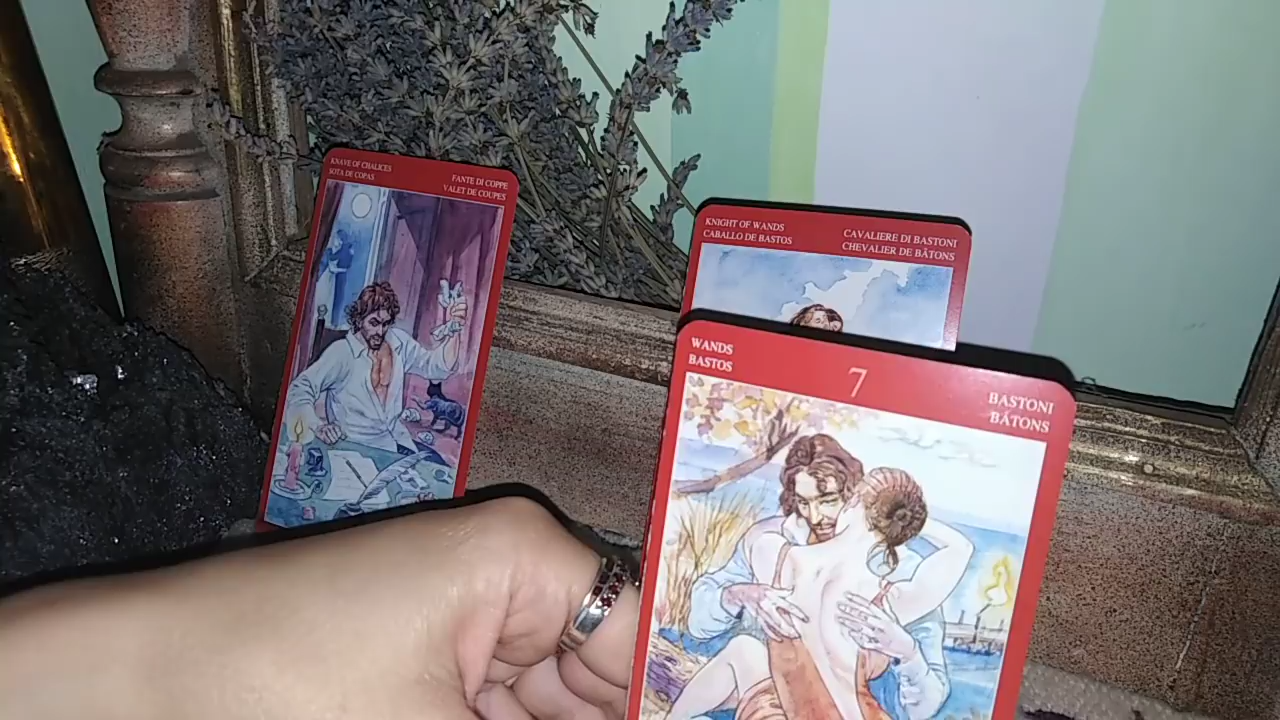 KNAVE OF CHALICES
SOTA DE COPAS
FANTE DI COPPE
VALET DE COUPES
KNIGHT OF WANDS
CABALLO DE BASTOS
CAVALIERE DI BASTONI
CHEVALIER DE BÂTONS
WANDS
BASTOS
7
BASTONI
BÂTONS